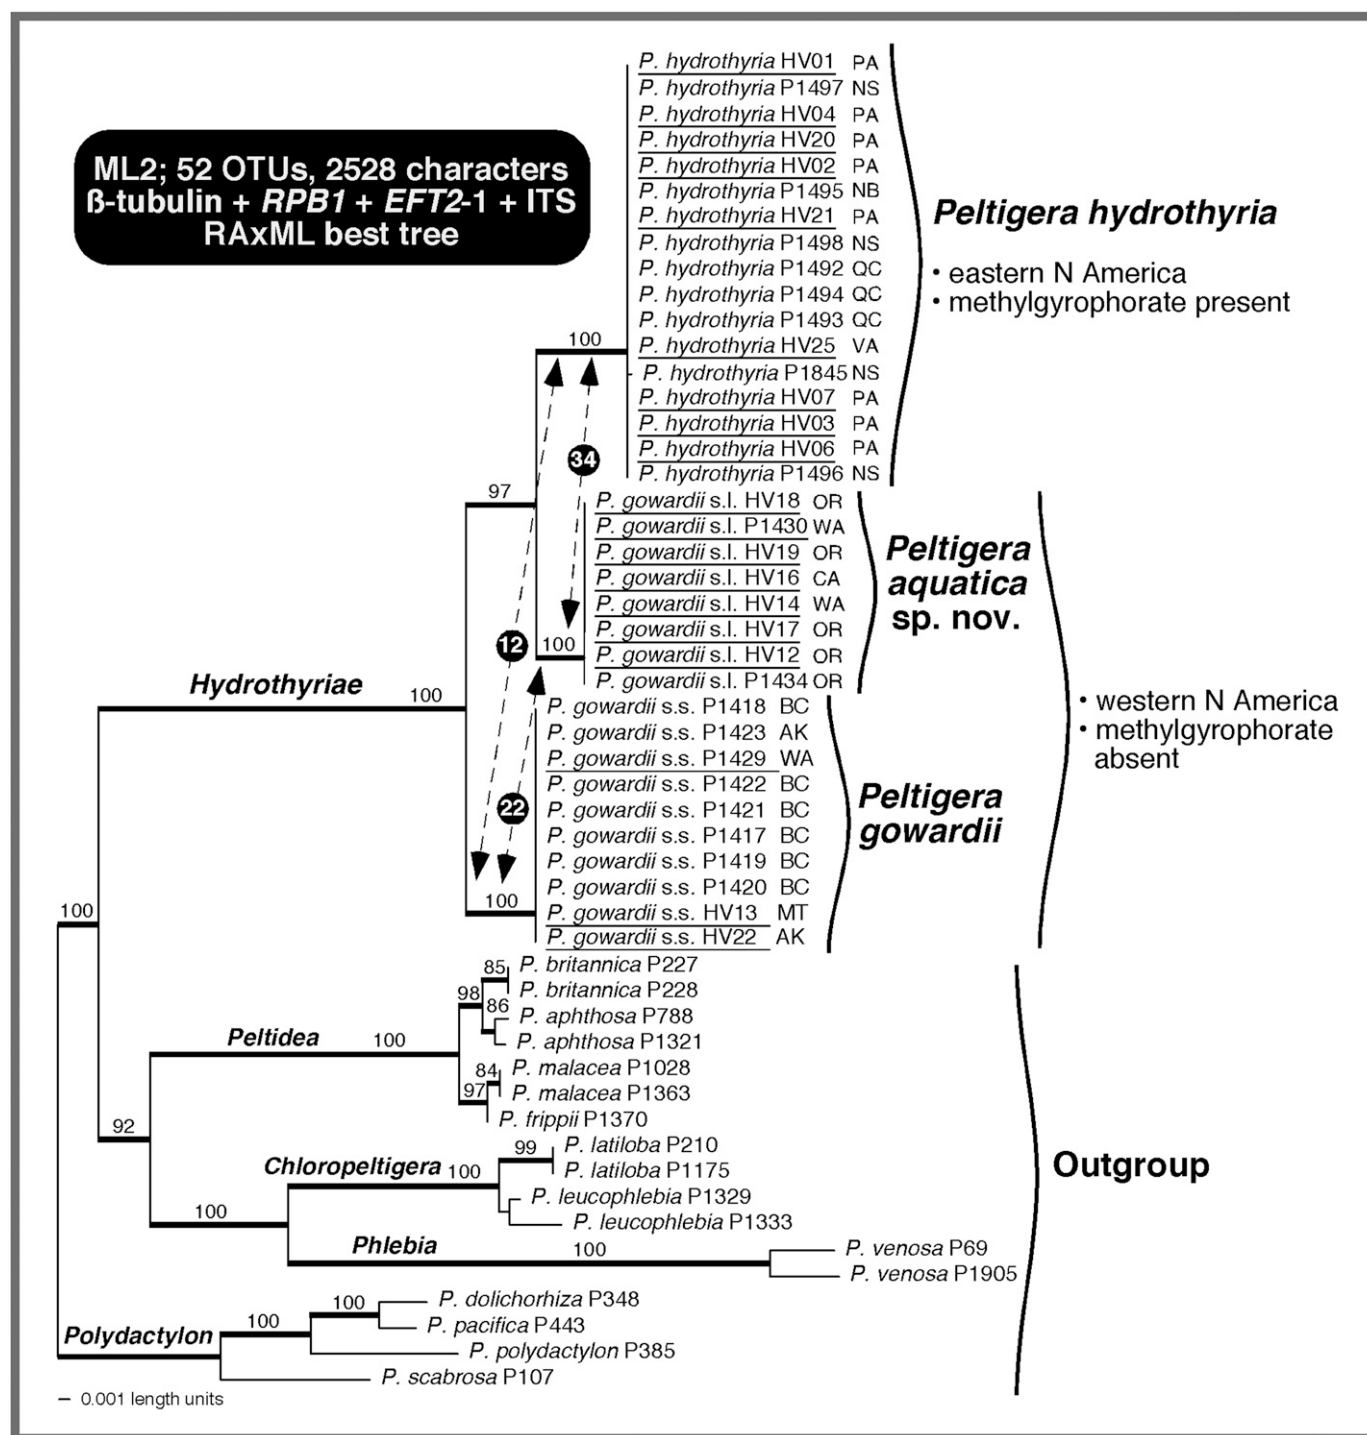 ML2; 52 OTUs, 2528 characters
ß-tubulin + RPB1 + EFT2-1 + ITS
RAxML best tree
P. hydrothyria HV01 PA
P. hydrothyria P1497 NS
P. hydrothyria HV04 PA
P. hydrothyria HV20 PA
P. hydrothyria HV02 PA
P. hydrothyria P1495 NB
P. hydrothyria HV21 PA
P. hydrothyria P1498 NS
P. hydrothyria P1492 QC
P. hydrothyria P1494 QC
P. hydrothyria P1493 QC
P. hydrothyria HV25 VA
P. hydrothyria P1845 NS
P. hydrothyria HV07 PA
P. hydrothyria HV03 PA
P. hydrothyria HV06 PA
P. hydrothyria P1496 NS
Peltigera hydrothyria
• eastern N America
• methylgyrophorate present
100
34
97
P. gowardii s.l. HV18 OR
P. gowardii s.l. P1430 WA
P. gowardii s.l. HV19 OR
P. gowardii s.l. HV16 CA
P. gowardii s.l. HV14 WA
P. gowardii s.l. HV17 OR
P. gowardii s.l. HV12 OR
P. gowardii s.l. P1434 OR
Peltigera
aquatica
sp. nov.
12
100
Hydrothyriae
100
P. gowardii s.s. P1418 BC
P. gowardii s.s. P1423 AK
P. gowardii s.s. P1429 WA
P. gowardii s.s. P1422 BC
P. gowardii s.s. P1421 BC
P. gowardii s.s. P1417 BC
P. gowardii s.s. P1419 BC
P. gowardii s.s. P1420 BC
P. gowardii s.s. HV13 MT
P. gowardii s.s. HV22 AK
Peltigera
gowardii
• western N America
• methylgyrophorate
absent
22
100
100
P. britannica P227
P. britannica P228
P. aphthosa P788
P. aphthosa P1321
P. malacea P1028
P. malacea P1363
P. frippii P1370
85
98
86
Peltidea
100
84
97
92
P. latiloba P210
P. latiloba P1175
P. leucophlebia P1329
P. leucophlebia P1333
99
Chloropeltigera
100
100
Phlebia
100
P. venosa P69
P. venosa P1905
Outgroup
P. dolichorhiza P348
P. pacifica P443
P. polydactylon P385
P. scabrosa P107
100
100
Polydactylon
0.001 length units